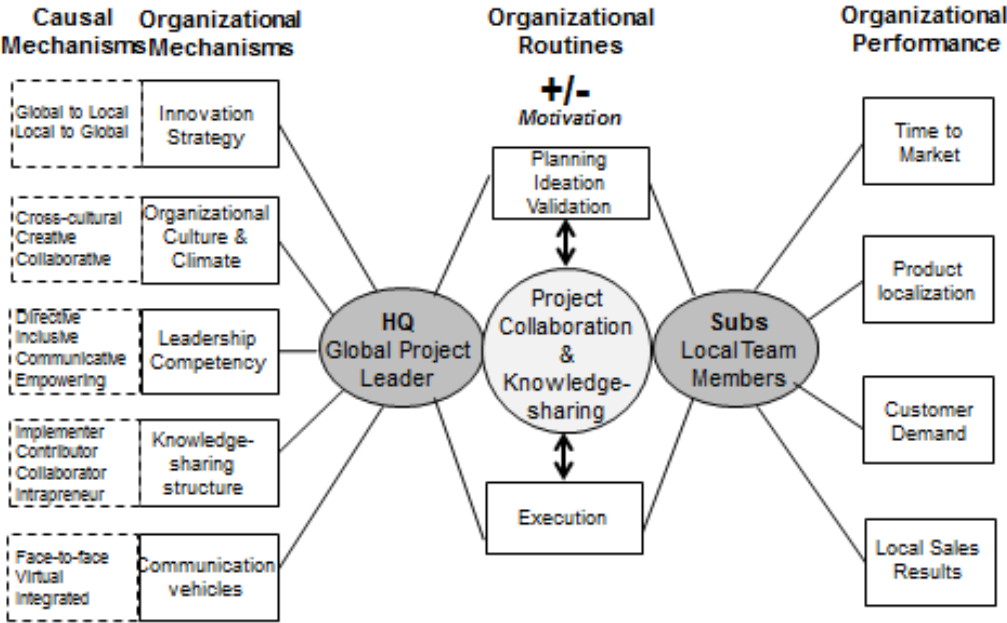 Causal
Mechanisms
Organizational
Mechanisms
Organizational
Routines
Organizational
Performance
+/-
Motivation
Global to Local
Local to Global
Innovation
Strategy
Cross-cultural
Creative
Collaborative
Organizational
Culture &
Climate
Directive
Inclusive
Communicative
Empowering
Leadership
Competency
Implementer
Contributor
Collaborator
Intrapreneur
Knowledge-
sharing
structure
Face-to-face
Virtual
Integrated
Communication
vehicles
HQ
Global Project
Leader
Planning
Ideation
Validation
Project
Collaboration
&
Knowledge-
sharing
Execution
Subs
Local Team
Members
Time to
Market
Product
localization
Customer
Demand
Local Sales
Results